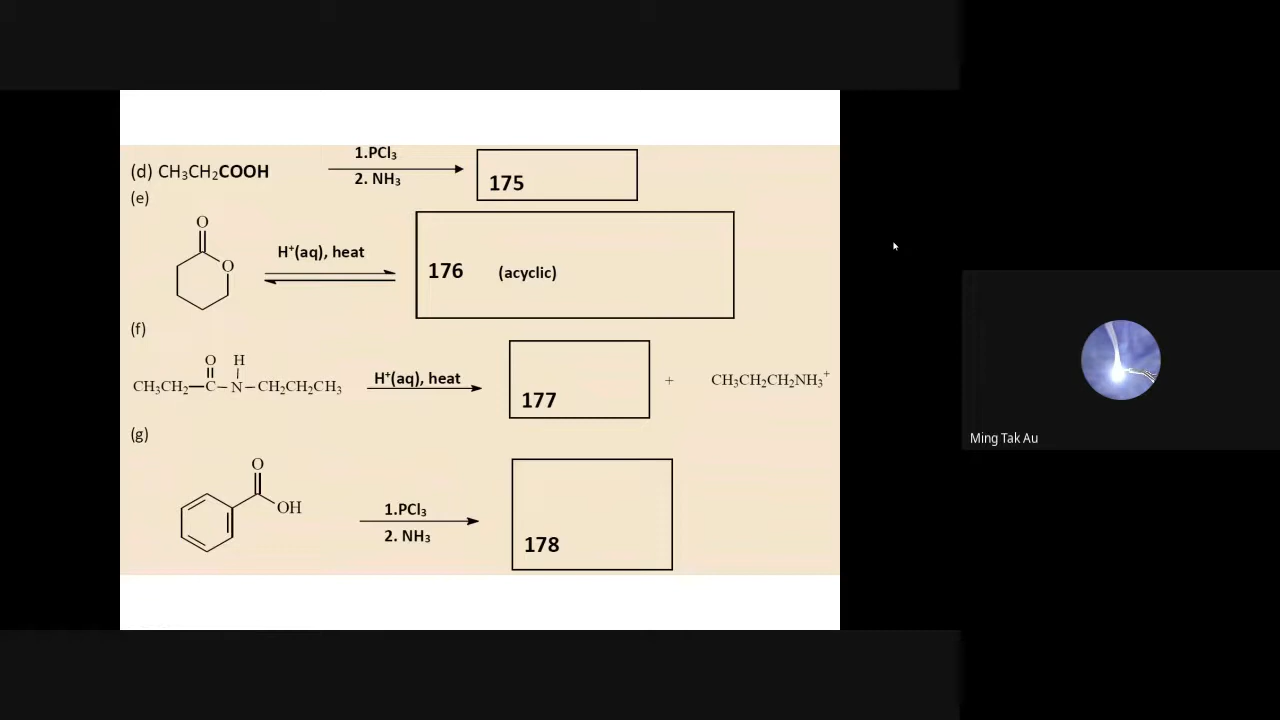 1.PCl₃
(d) CH₃CH₂COOH
2. NH₃
175
(e)
O
O
H⁺(aq), heat
176 (acyclic)
(f)
O H
CH₃CH₂—C—N—CH₂CH₂CH₃
H⁺(aq), heat
177
+ CH₃CH₂CH₂NH₃⁺
(g)
O
OH
1.PCl₃
2. NH₃
178
Ming Tak Au